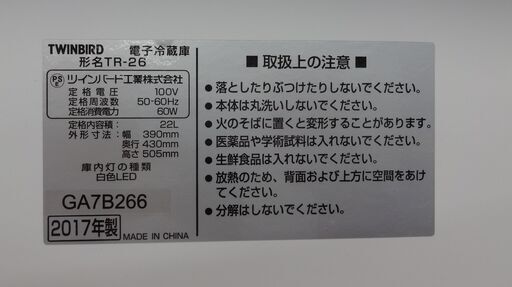 TWINBIRD 電子冷蔵庫
形名TR-26
PS E ツインバード工業株式会社
定格電圧 100V
定格周波数 50-60Hz
定格消費電力 60W
定格内容積: 22L
外形寸法:幅 390mm
奥行 430mm
高さ 505mm
庫内灯の種類
白色LED
GA7B266
2017年製 MADE IN CHINA
■ 取扱上の注意 ■
● 落としたりぶつけたりしないでください。
● 本体は丸洗いしないでください。
● 火のそばに置くと変形することがあります。
● 医薬品や学術試料は入れないでください。
● 生鮮食品は入れないでください。
● 放熱のため、背面および上方に空間をあけ
てください。
● 分解はしないでください。